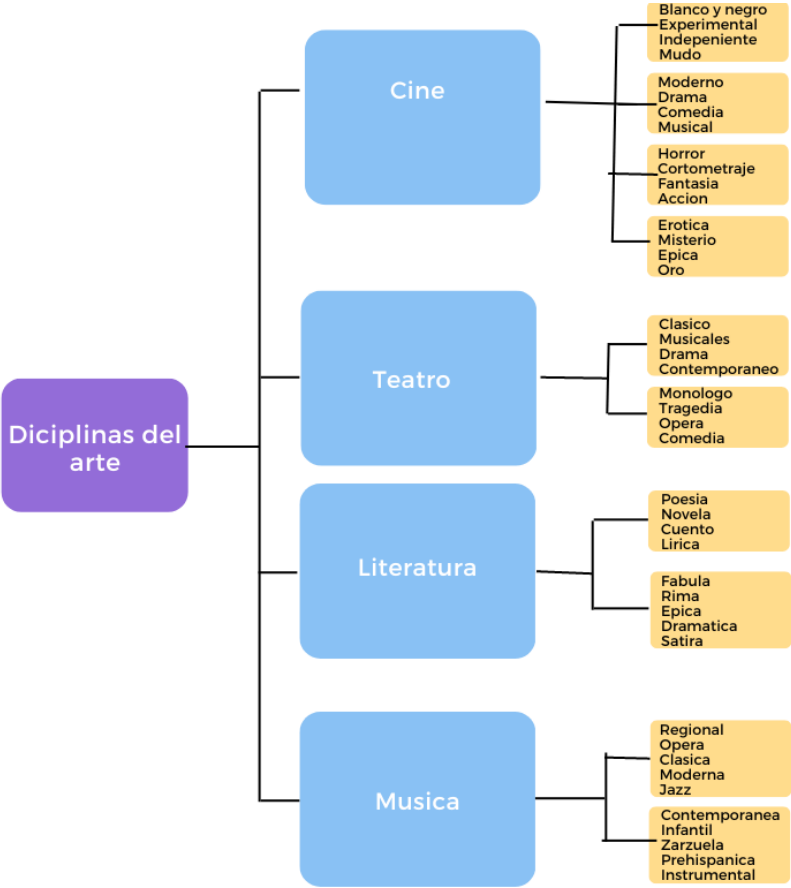 Diciplinas del
arte
Cine
Blanco y negro
Experimental
Indepeniente
Mudo
Moderno
Drama
Comedia
Musical
Horror
Cortometraje
Fantasia
Accion
Erotica
Misterio
Epica
Oro
Teatro
Clasico
Musicales
Drama
Contemporaneo
Monologo
Tragedia
Opera
Comedia
Literatura
Poesia
Novela
Cuento
Lirica
Fabula
Rima
Epica
Dramatica
Satira
Musica
Regional
Opera
Clasica
Moderna
Jazz
Contemporanea
Infantil
Zarzuela
Prehispanica
Instrumental